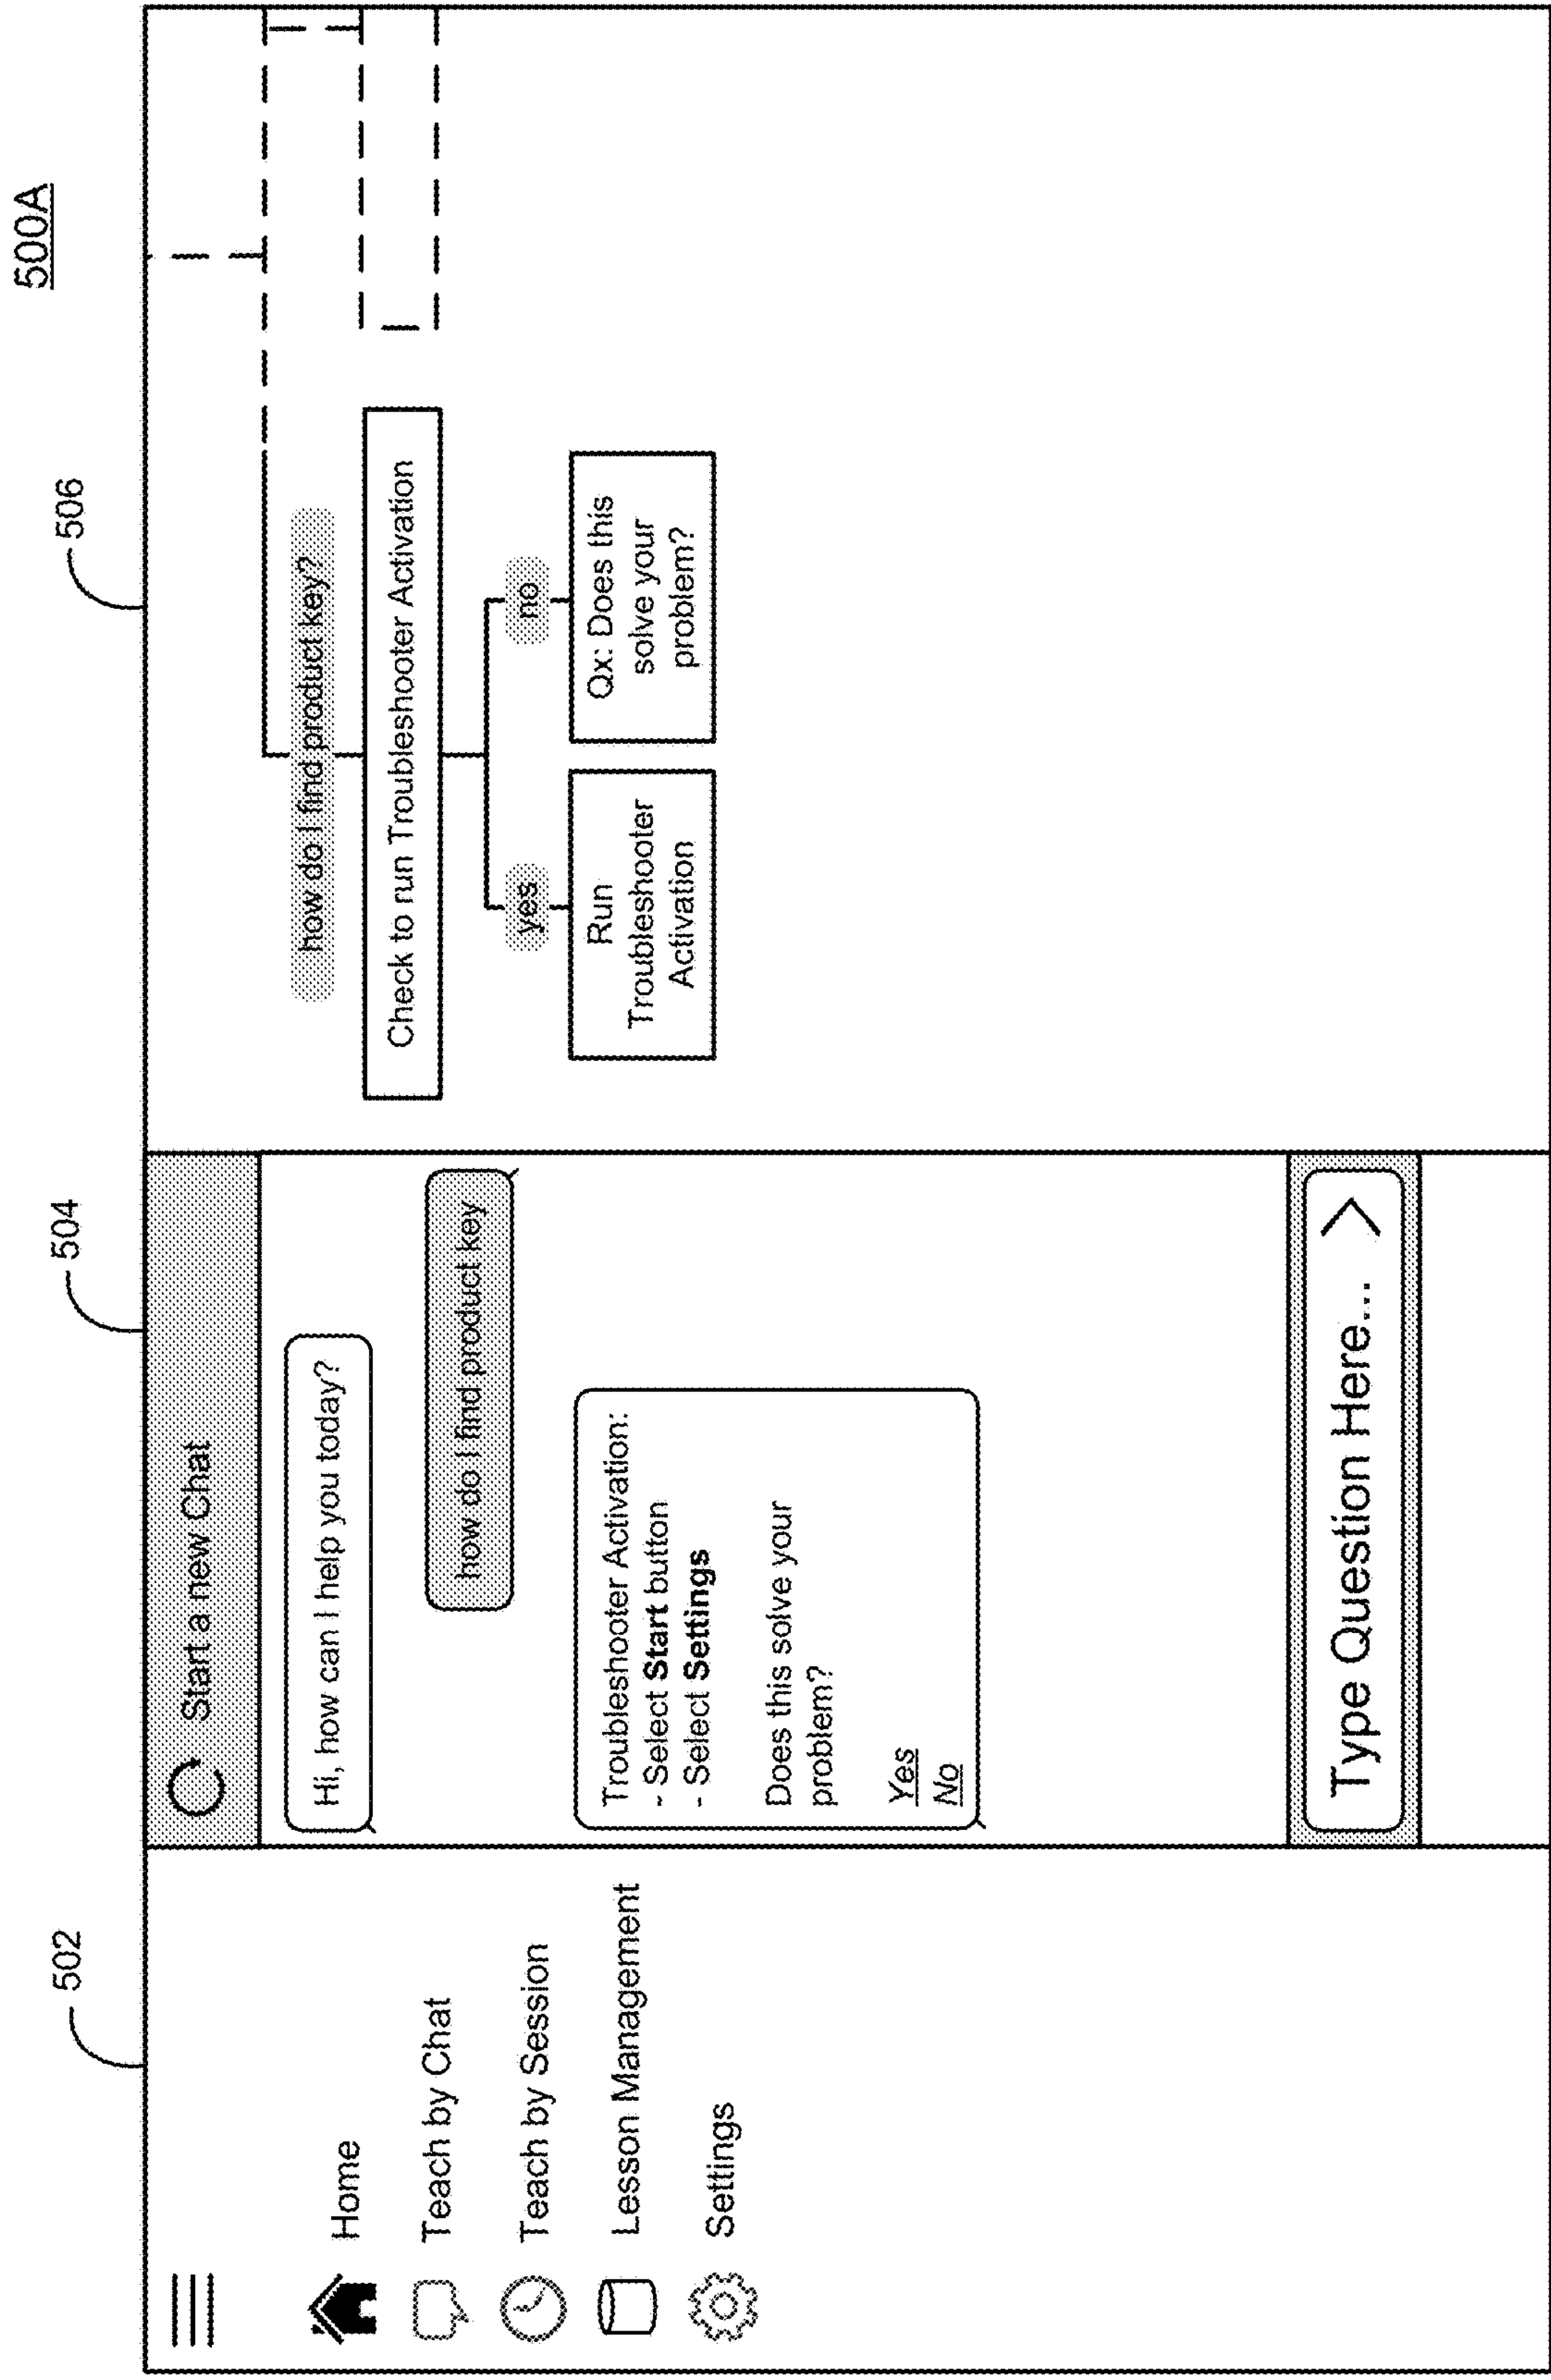 500A
502
504
506
Home
Teach by Chat
Teach by Session
Lesson Management
Settings
Start a new Chat
Hi, how can I help you today?
how do I find product key
Troubleshooter Activation:
- Select Start button
- Select Settings
Does this solve your
problem?
Yes
No
Type Question Here...
how do I find product key?
Check to run Troubleshooter Activation
yes
no
Run
Troubleshooter
Activation
Qx: Does this
solve your
problem?